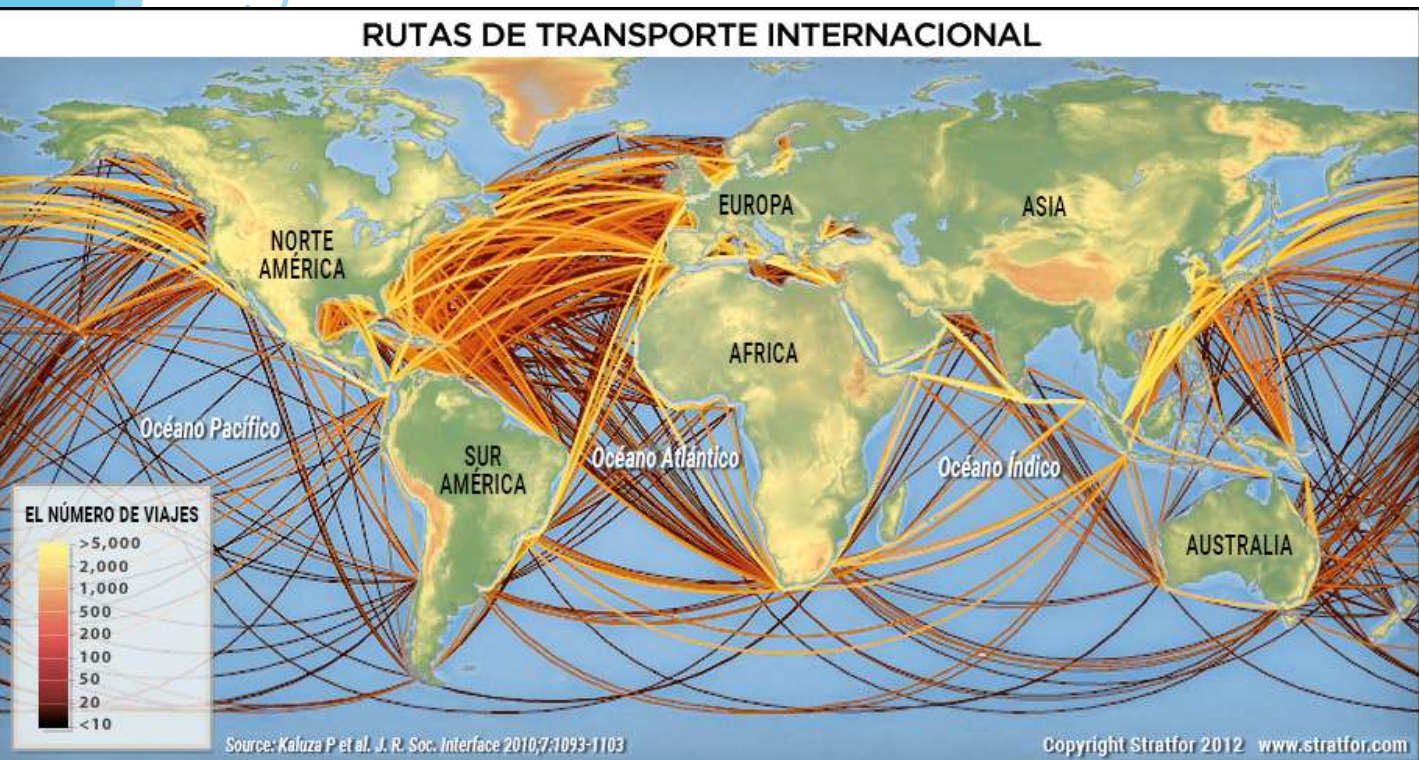 RUTAS DE TRANSPORTE INTERNACIONAL
NORTE
AMÉRICA
EUROPA
ASIA
AFRICA
Océano Pacífico
SUR
AMÉRICA
Océano Atlántico
Océano Índico
AUSTRALIA
EL NÚMERO DE VIAJES
>5,000
2,000
1,000
500
200
100
50
20
<10
Source: Kaluza P et al. J. R. Soc. Interface 2010;7:1093-1103
Copyright Stratfor 2012 www.stratfor.com